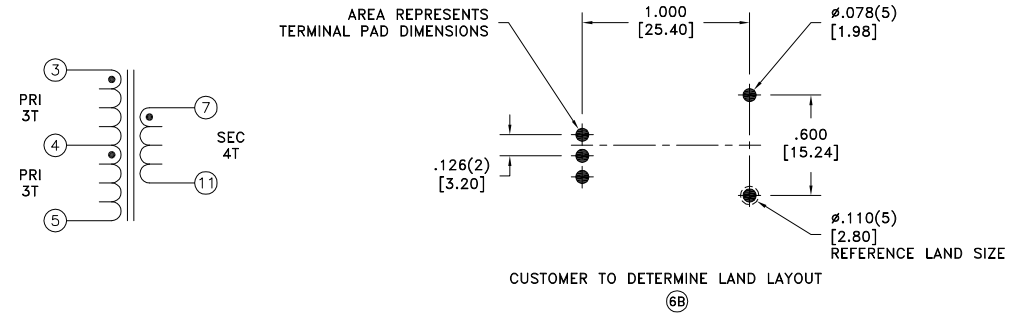 3
PRI
3T
4
PRI
3T
5
7
SEC
4T
11
AREA REPRESENTS
TERMINAL PAD DIMENSIONS
1.000
[25.40]
ø.078(5)
[1.98]
.600
[15.24]
.126(2)
[3.20]
ø.110(5)
[2.80]
REFERENCE LAND SIZE
CUSTOMER TO DETERMINE LAND LAYOUT
6B